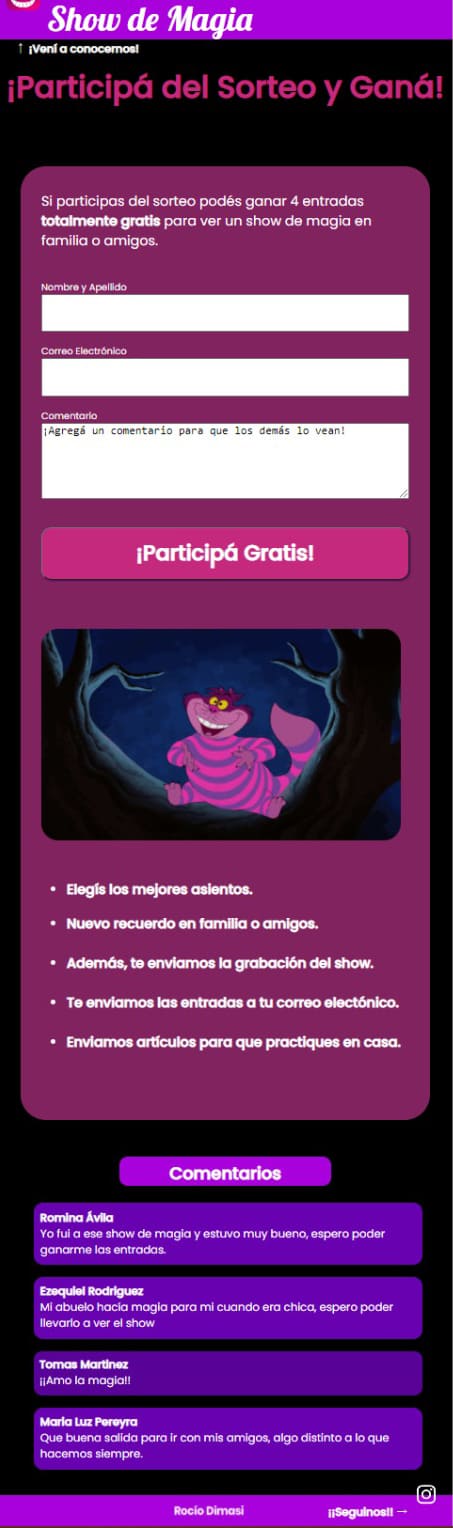 Show de Magia
↑ ¡Vení a conocernos!
¡Participá del Sorteo y Ganá!
Si participas del sorteo podés ganar 4 entradas
totalmente gratis para ver un show de magia en
familia o amigos.
Nombre y Apellido
Correo Electrónico
Comentario
¡Agregá un comentario para que los demás lo vean!
¡Participá Gratis!
• Elegís los mejores asientos.
• Nuevo recuerdo en familia o amigos.
• Además, te enviamos la grabación del show.
• Te enviamos las entradas a tu correo electónico.
• Enviamos artículos para que practiques en casa.
Comentarios
Romina Ávila
Yo fui a ese show de magia y estuvo muy bueno, espero poder
ganarme las entradas.
Ezequiel Rodriguez
Mi abuelo hacía magia para mi cuando era chica, espero poder
llevarlo a ver el show
Tomas Martinez
¡¡Amo la magia!!
Maria Luz Pereyra
Que buena salida para ir con mis amigos, algo distinto a lo que
hacemos siempre.
Rocío Dimasi
¡¡Seguinos!! →